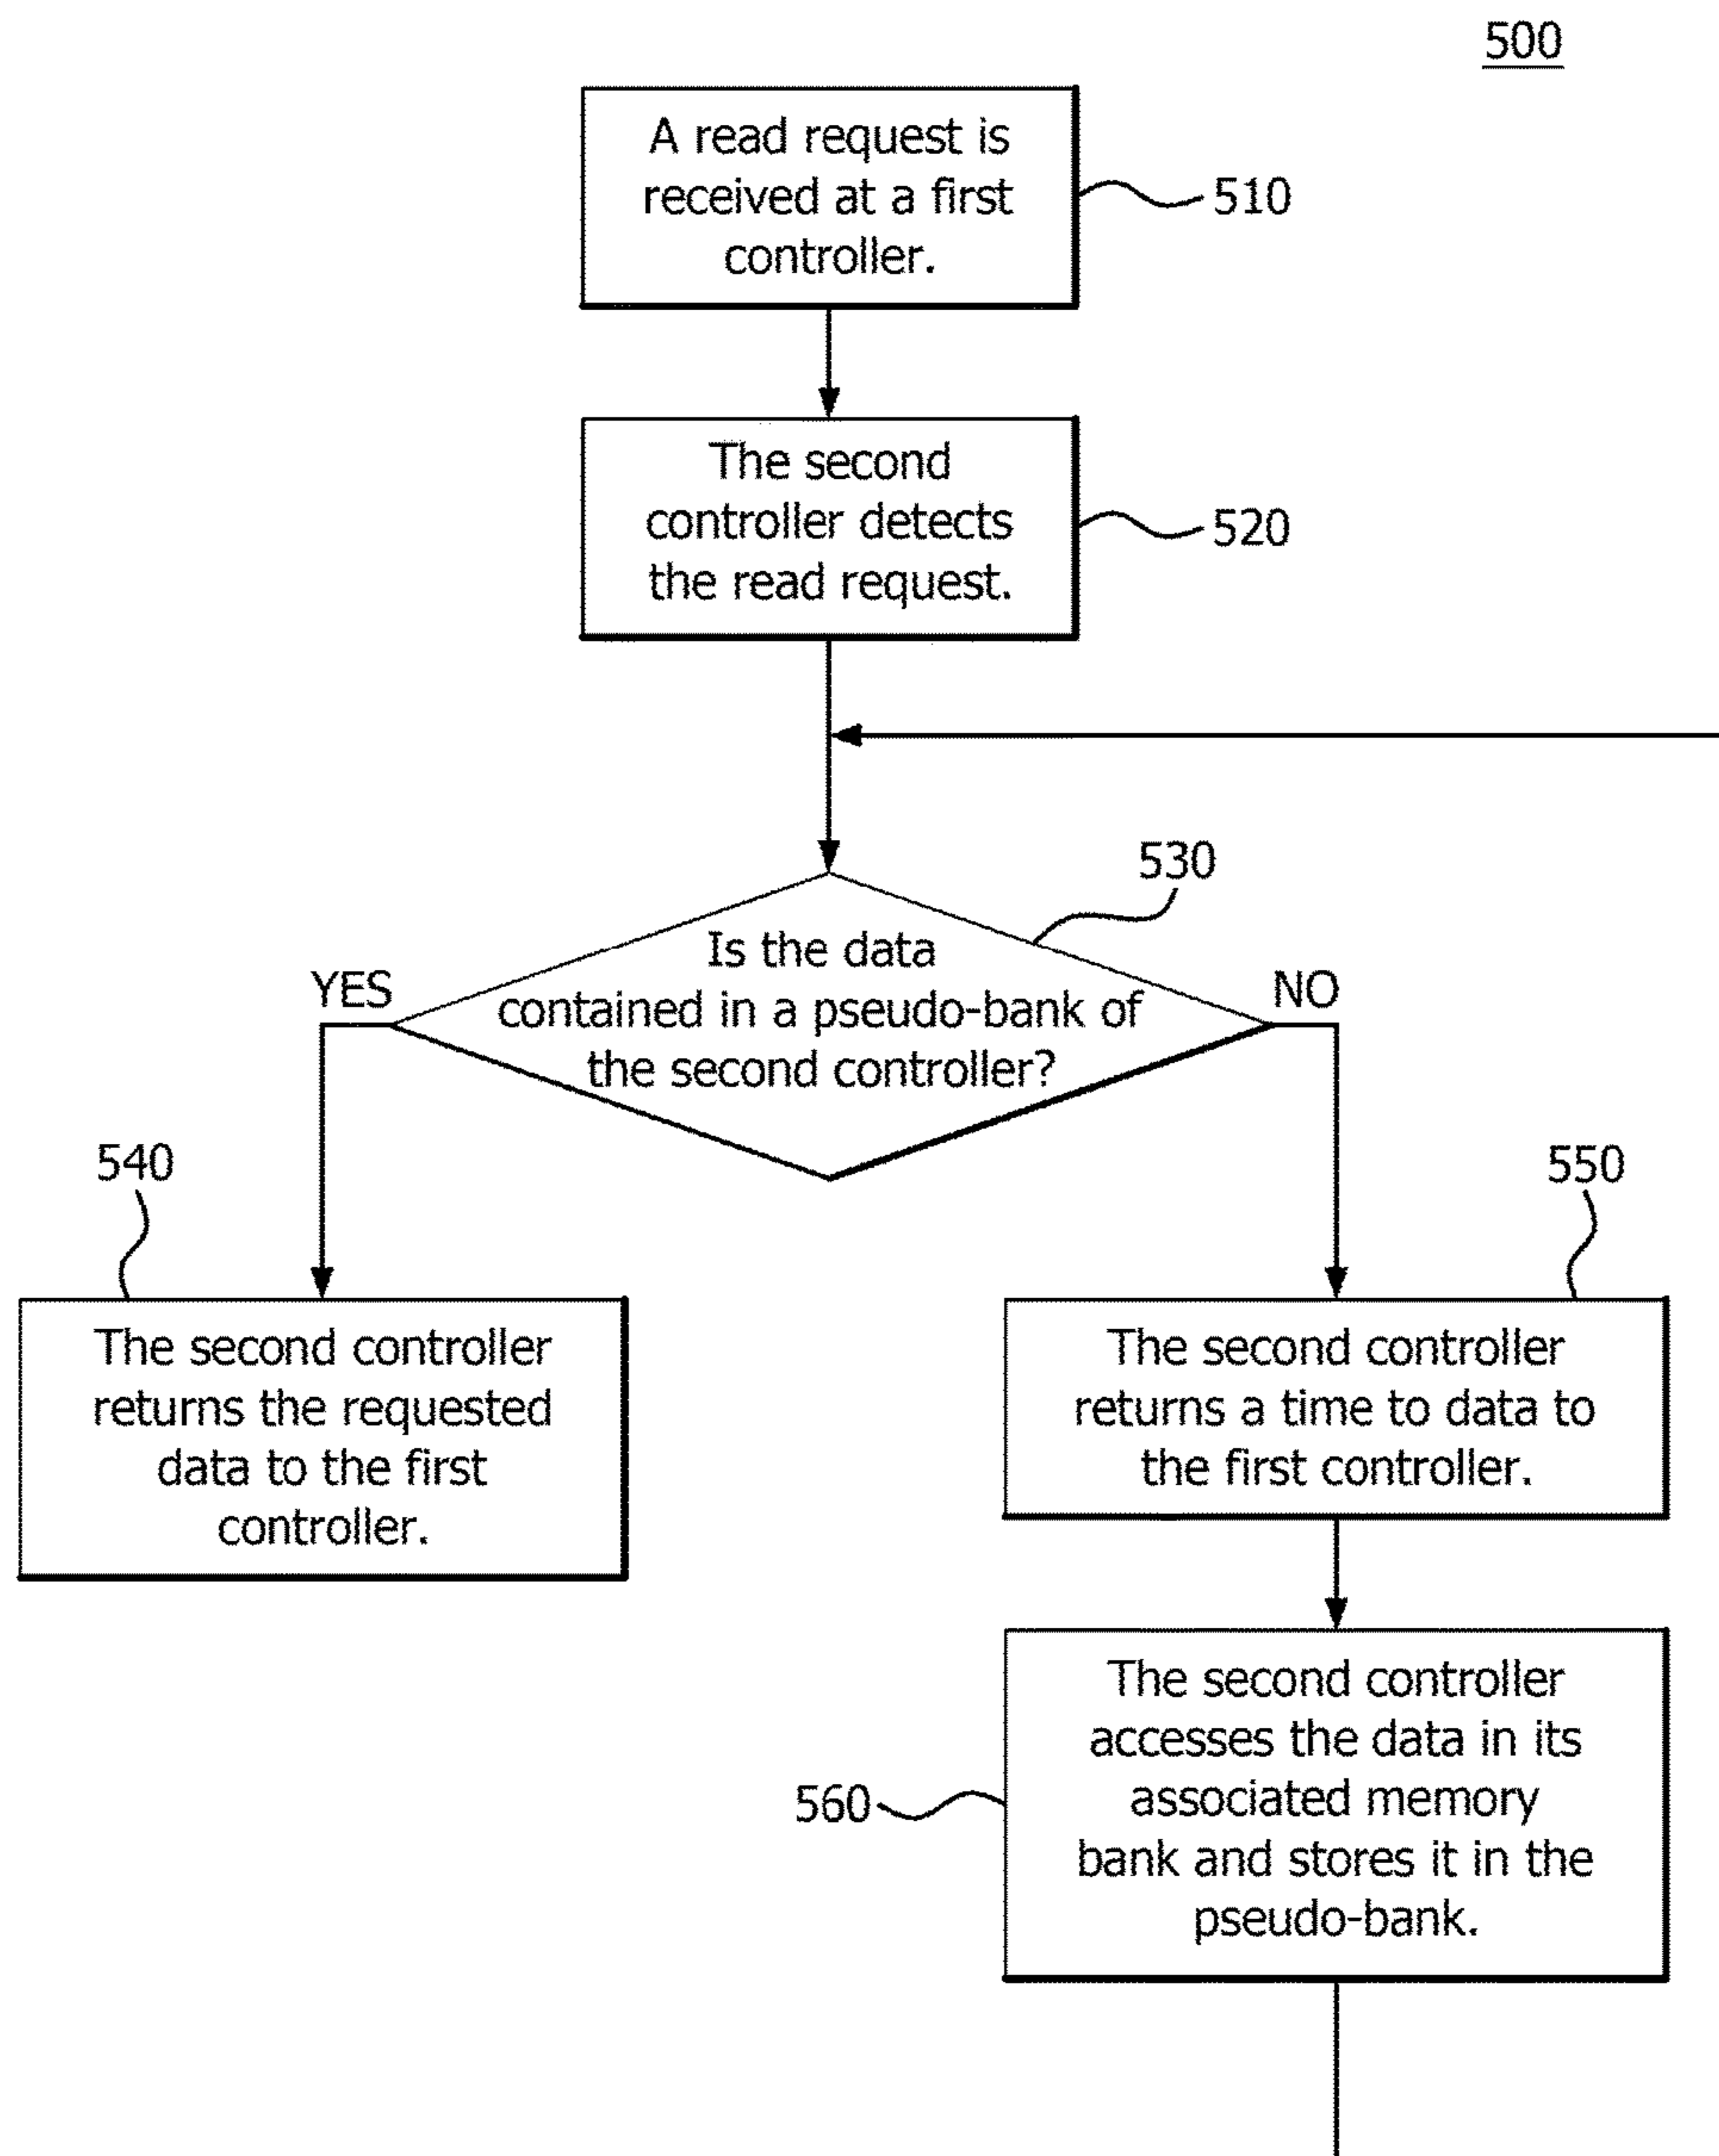 500
A read request is
received at a first
controller.
510
The second
controller detects
the read request.
520
530
Is the data
contained in a pseudo-bank of
the second controller?
YES
NO
540
550
The second controller
returns the requested
data to the first
controller.
The second controller
returns a time to data to
the first controller.
560
The second controller
accesses the data in its
associated memory
bank and stores it in the
pseudo-bank.